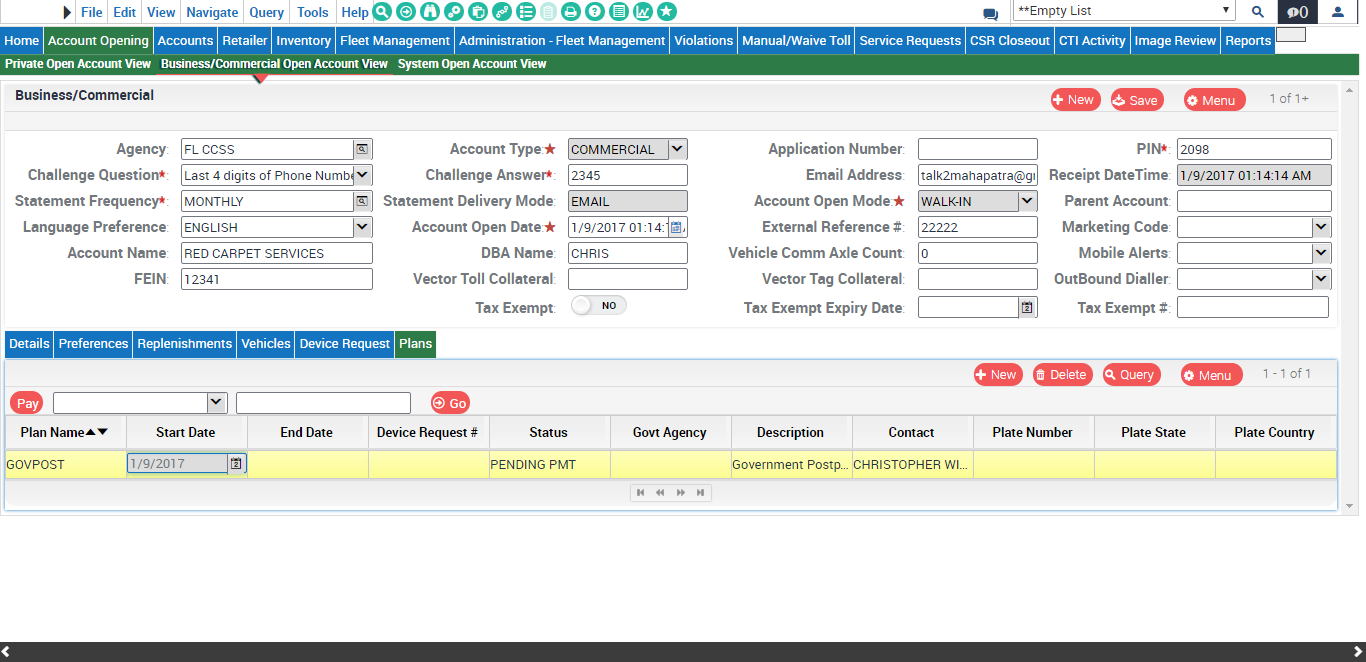 File Edit View Navigate Query Tools Help **Empty List 0
Home Account Opening Accounts Retailer Inventory Fleet Management Administration - Fleet Management Violations Manual/Waive Toll Service Requests CSR Closeout CTI Activity Image Review Reports
Private Open Account View Business/Commercial Open Account View System Open Account View
Business/Commercial New Save Menu 1 of 1+
Agency: FL CCSS Account Type:★ COMMERCIAL Application Number: PIN*: 2098
Challenge Question*: Last 4 digits of Phone Numbe Challenge Answer*: 2345 Email Address: talk2mahapatra@g Receipt DateTime: 1/9/2017 01:14:14 AM
Statement Frequency*: MONTHLY Statement Delivery Mode: EMAIL Account Open Mode:★ WALK-IN Parent Account:
Language Preference: ENGLISH Account Open Date:★ 1/9/2017 01:14: External Reference #: 22222 Marketing Code:
Account Name: RED CARPET SERVICES DBA Name: CHRIS Vehicle Comm Axle Count: 0 Mobile Alerts:
FEIN: 12341 Vector Toll Collateral: Vector Tag Collateral: OutBound Dialler:
Tax Exempt: NO Tax Exempt Expiry Date: Tax Exempt #:
Details Preferences Replenishments Vehicles Device Request Plans
New Delete Query Menu 1 - 1 of 1
Pay Go
Plan Name Start Date End Date Device Request # Status Govt Agency Description Contact Plate Number Plate State Plate Country
GOVPOST 1/9/2017 PENDING PMT Government Postp... CHRISTOPHER WI...